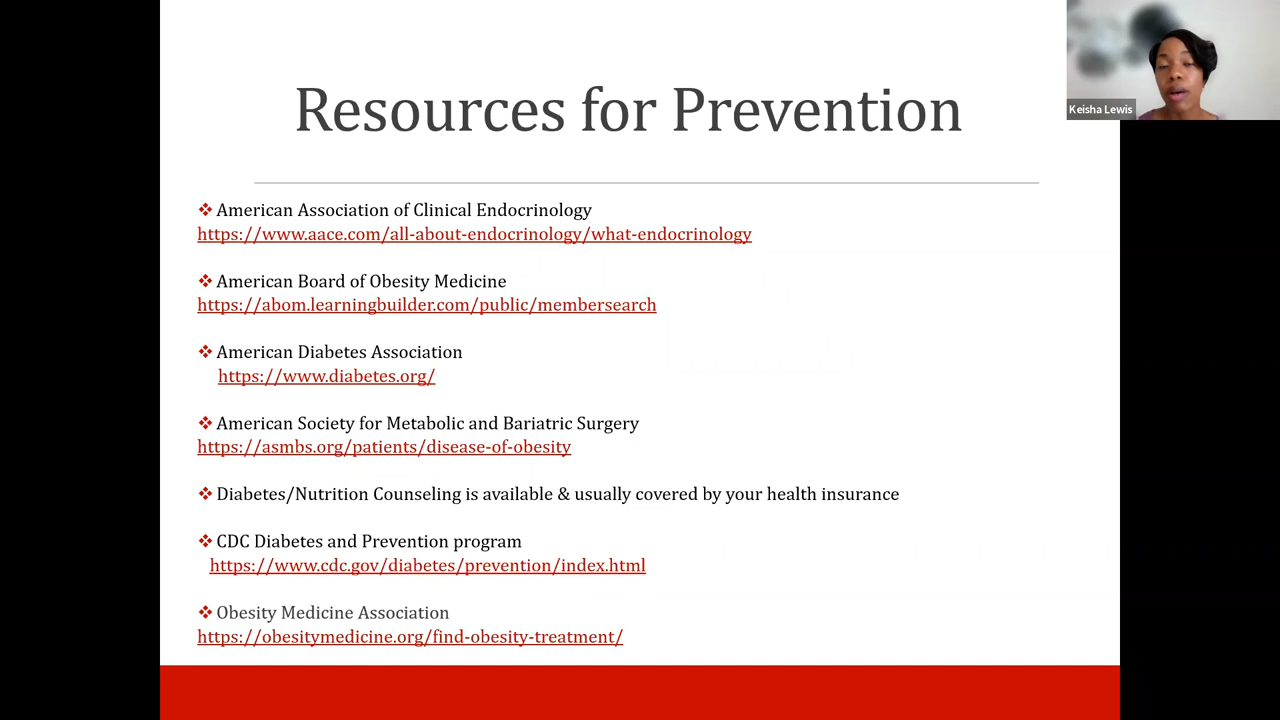 Resources for Prevention
Keisha Lewis
❖ American Association of Clinical Endocrinology
https://www.aace.com/all-about-endocrinology/what-endocrinology
❖ American Board of Obesity Medicine
https://abom.learningbuilder.com/public/membersearch
❖ American Diabetes Association
https://www.diabetes.org/
❖ American Society for Metabolic and Bariatric Surgery
https://asmbs.org/patients/disease-of-obesity
❖ Diabetes/Nutrition Counseling is available & usually covered by your health insurance
❖ CDC Diabetes and Prevention program
https://www.cdc.gov/diabetes/prevention/index.html
❖ Obesity Medicine Association
https://obesitymedicine.org/find-obesity-treatment/